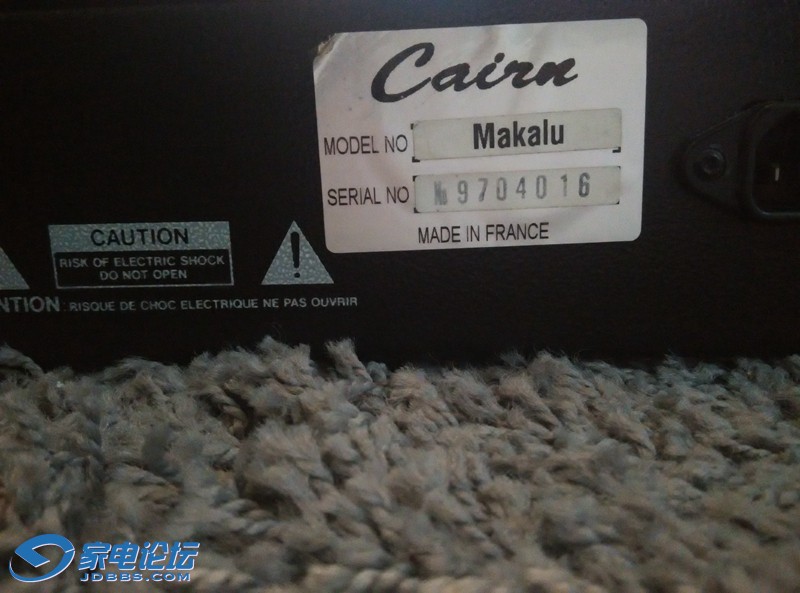 Cairn
MODEL NO Makalu
SERIAL NO № 9704016
MADE IN FRANCE
CAUTION
RISK OF ELECTRIC SHOCK
DO NOT OPEN
NTION: RISQUE DE CHOC ELECTRIQUE NE PAS OUVRIR
家电论坛
JDBBS.COM